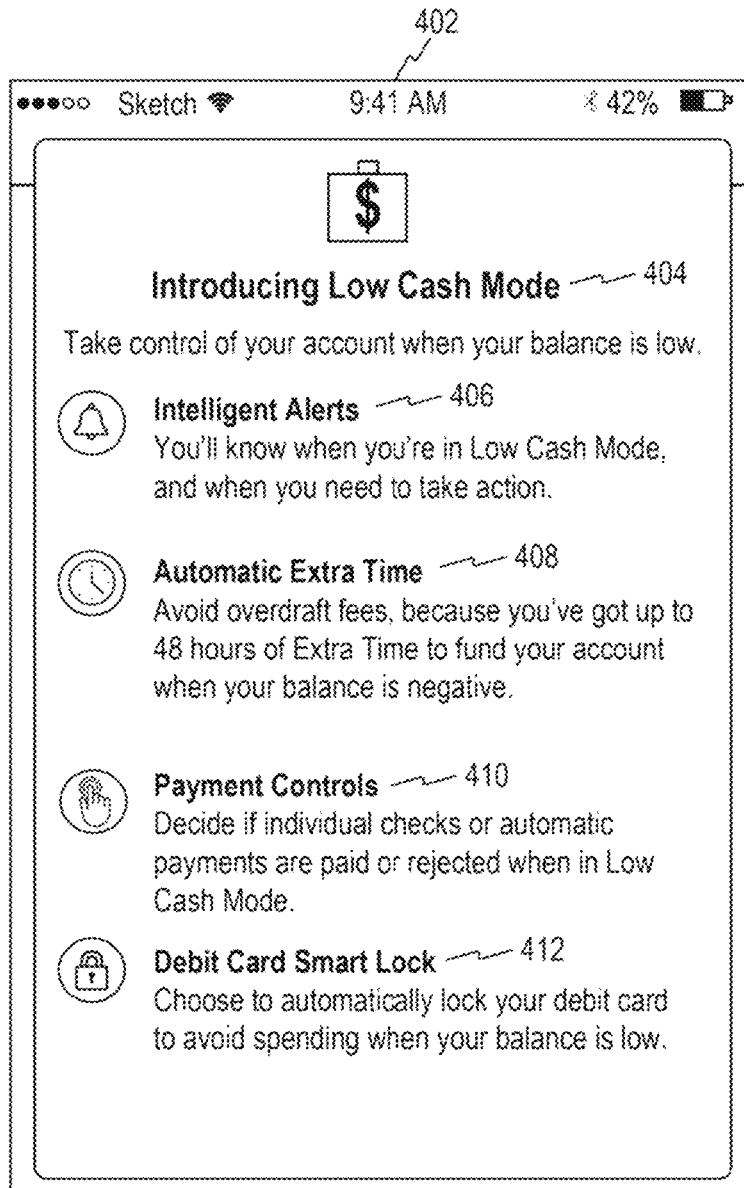 402
●●●○○ Sketch 9:41 AM 42%
$
Introducing Low Cash Mode 404
Take control of your account when your balance is low.
Intelligent Alerts 406
You'll know when you're in Low Cash Mode,
and when you need to take action.
Automatic Extra Time 408
Avoid overdraft fees, because you've got up to
48 hours of Extra Time to fund your account
when your balance is negative.
Payment Controls 410
Decide if individual checks or automatic
payments are paid or rejected when in Low
Cash Mode.
Debit Card Smart Lock 412
Choose to automatically lock your debit card
to avoid spending when your balance is low.